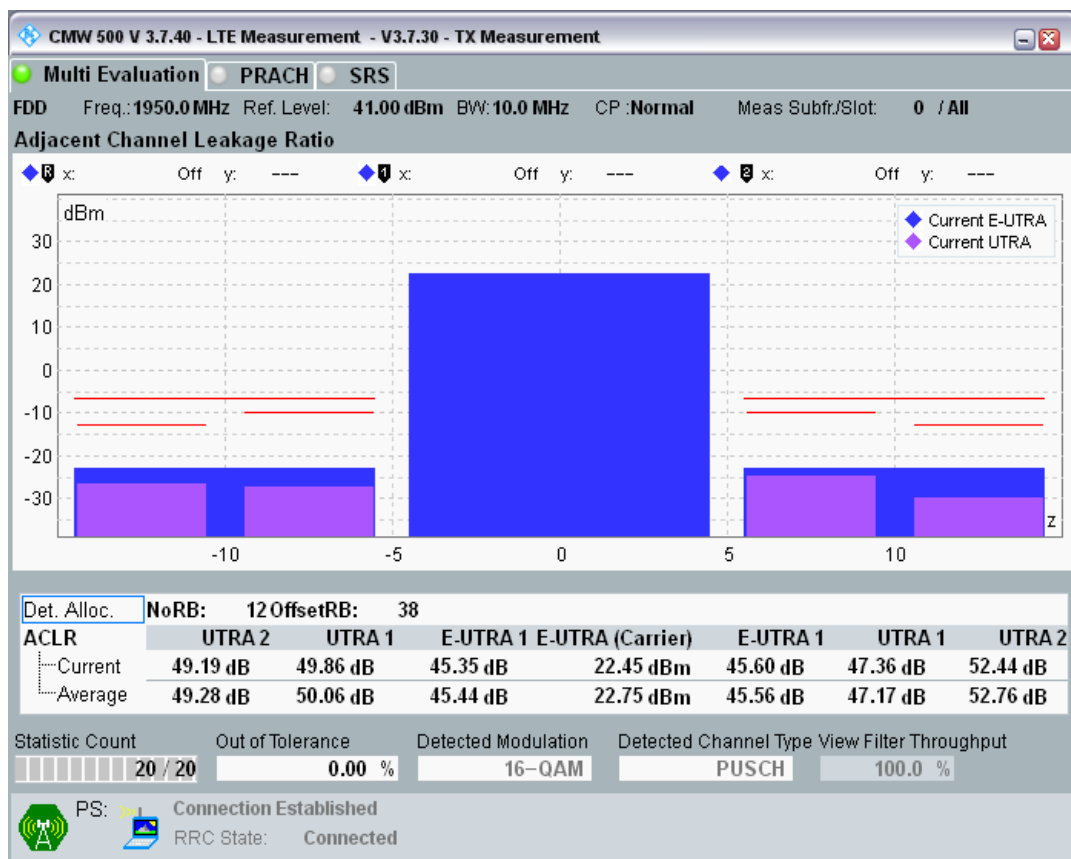 CMW 500 V 3.7.40 - LTE Measurement - V3.7.30 - TX Measurement
Multi Evaluation PRACH SRS
FDD Freq.: 1950.0 MHz Ref. Level: 41.00 dBm BW: 10.0 MHz CP :Normal Meas Subfr./Slot: 0 / All
Adjacent Channel Leakage Ratio
R x: Off y: --- 1 x: Off y: --- 2 x: Off y: ---
dBm
Current E-UTRA
Current UTRA
30
20
10
0
-10
-20
-30
z
-10 -5 0 5 10
Det. Alloc. NoRB: 12 OffsetRB: 38
ACLR UTRA 2 UTRA 1 E-UTRA 1 E-UTRA (Carrier) E-UTRA 1 UTRA 1 UTRA 2
Current 49.19 dB 49.86 dB 45.35 dB 22.45 dBm 45.60 dB 47.36 dB 52.44 dB
Average 49.28 dB 50.06 dB 45.44 dB 22.75 dBm 45.56 dB 47.17 dB 52.76 dB
Statistic Count Out of Tolerance Detected Modulation Detected Channel Type View Filter Throughput
20 / 20 0.00 % 16-QAM PUSCH 100.0 %
PS: Connection Established
RRC State: Connected